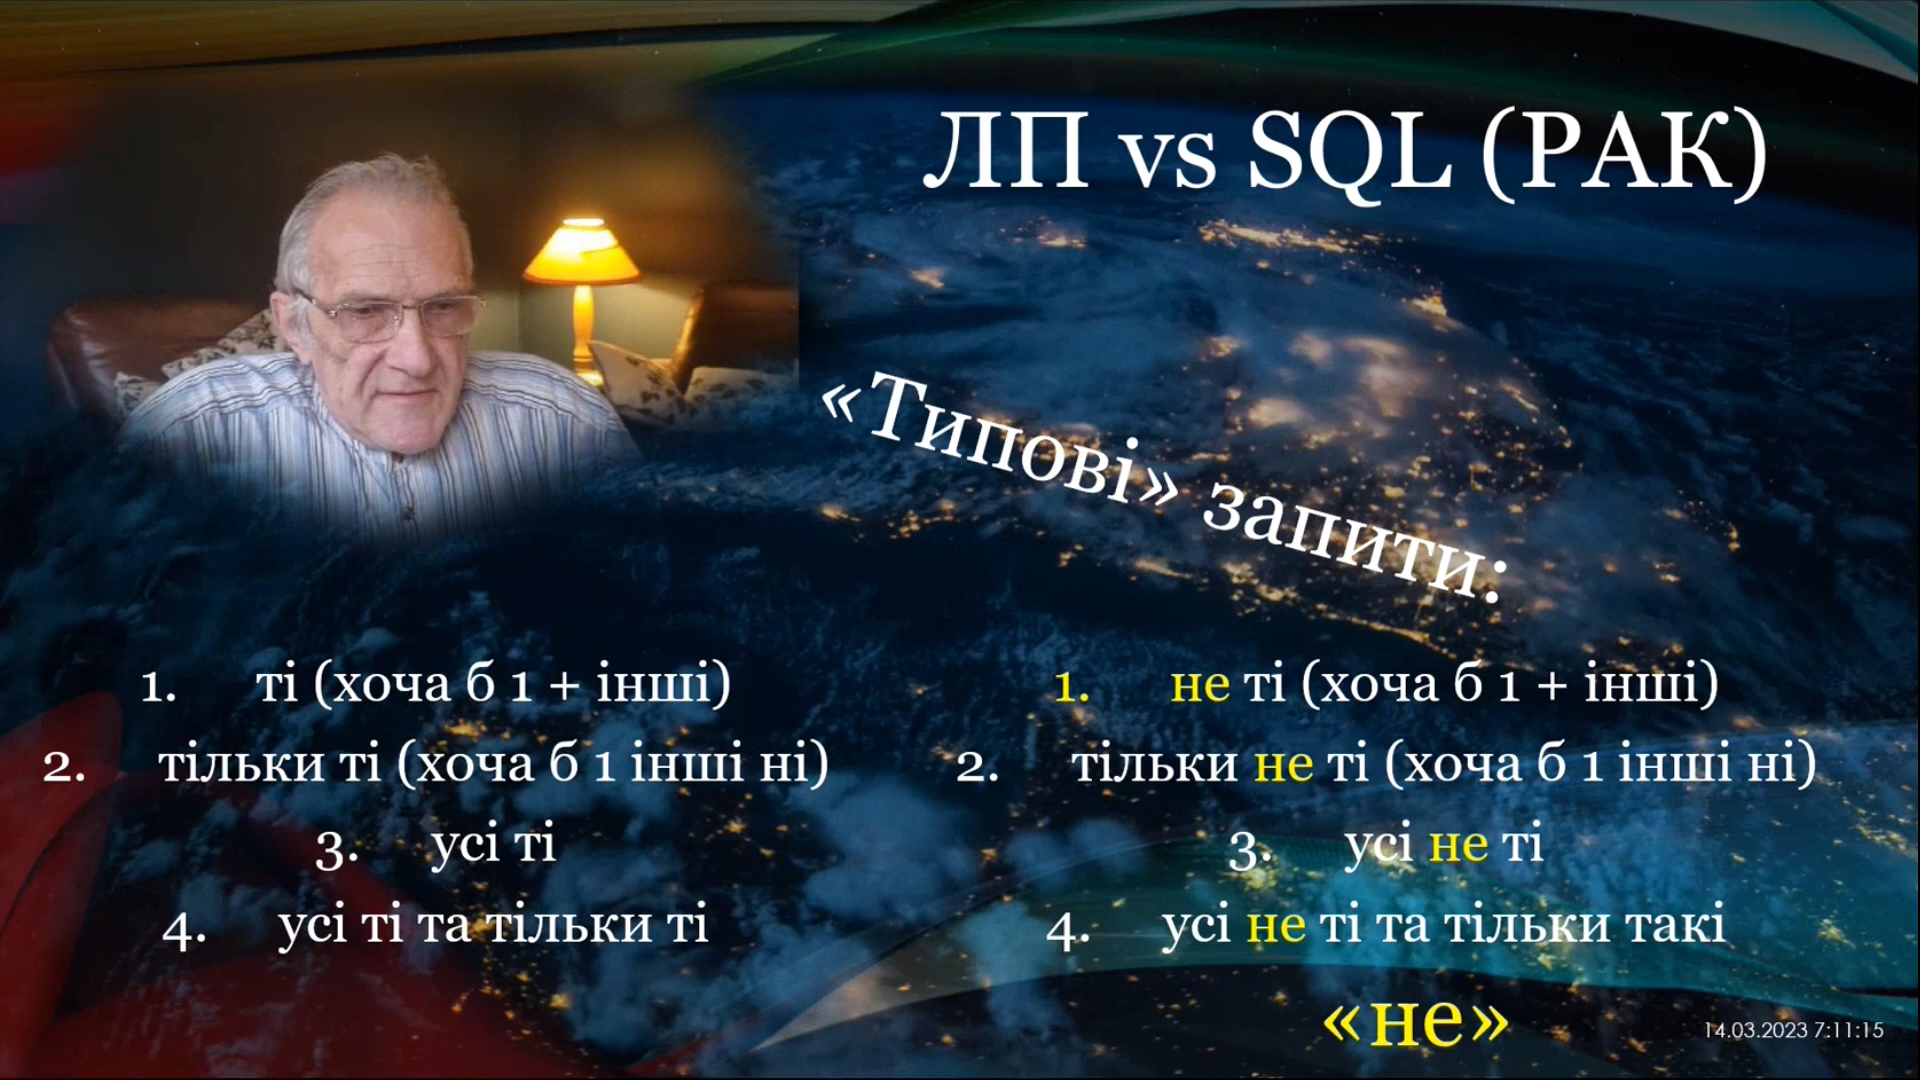 ЛП vs SQL (РАК)
«Типові» запити:
1. ті (хоча б 1 + інші)
2. тільки ті (хоча б 1 інші ні)
3. усі ті
4. усі ті та тільки ті
1. не ті (хоча б 1 + інші)
2. тільки не ті (хоча б 1 інші ні)
3. усі не ті
4. усі не ті та тільки такі
«не»
14.03.2023 7:11:15